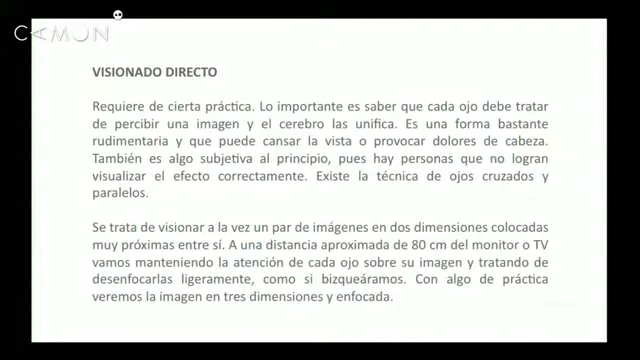 CAMON
VISIONADO DIRECTO
Requiere de cierta práctica. Lo importante es saber que cada ojo debe tratar
de percibir una imagen y el cerebro las unifica. Es una forma bastante
rudimentaria y que puede cansar la vista o provocar dolores de cabeza.
También es algo subjetiva al principio, pues hay personas que no logran
visualizar el efecto correctamente. Existe la técnica de ojos cruzados y
paralelos.
Se trata de visionar a la vez un par de imágenes en dos dimensiones colocadas
muy próximas entre sí. A una distancia aproximada de 80 cm del monitor o TV
vamos manteniendo la atención de cada ojo sobre su imagen y tratando de
desenfocarlas ligeramente, como si bizqueáramos. Con algo de práctica
veremos la imagen en tres dimensiones y enfocada.